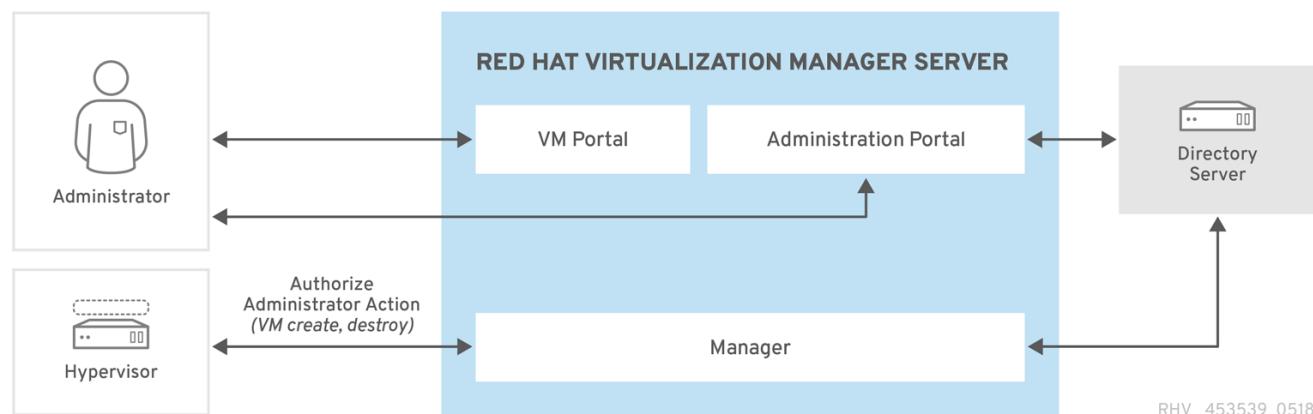 RED HAT VIRTUALIZATION MANAGER SERVER
VM Portal
Administration Portal
Directory
Server
Administrator
Authorize
Administrator Action
(VM create, destroy)
Manager
Hypervisor
RHV_453539_0518